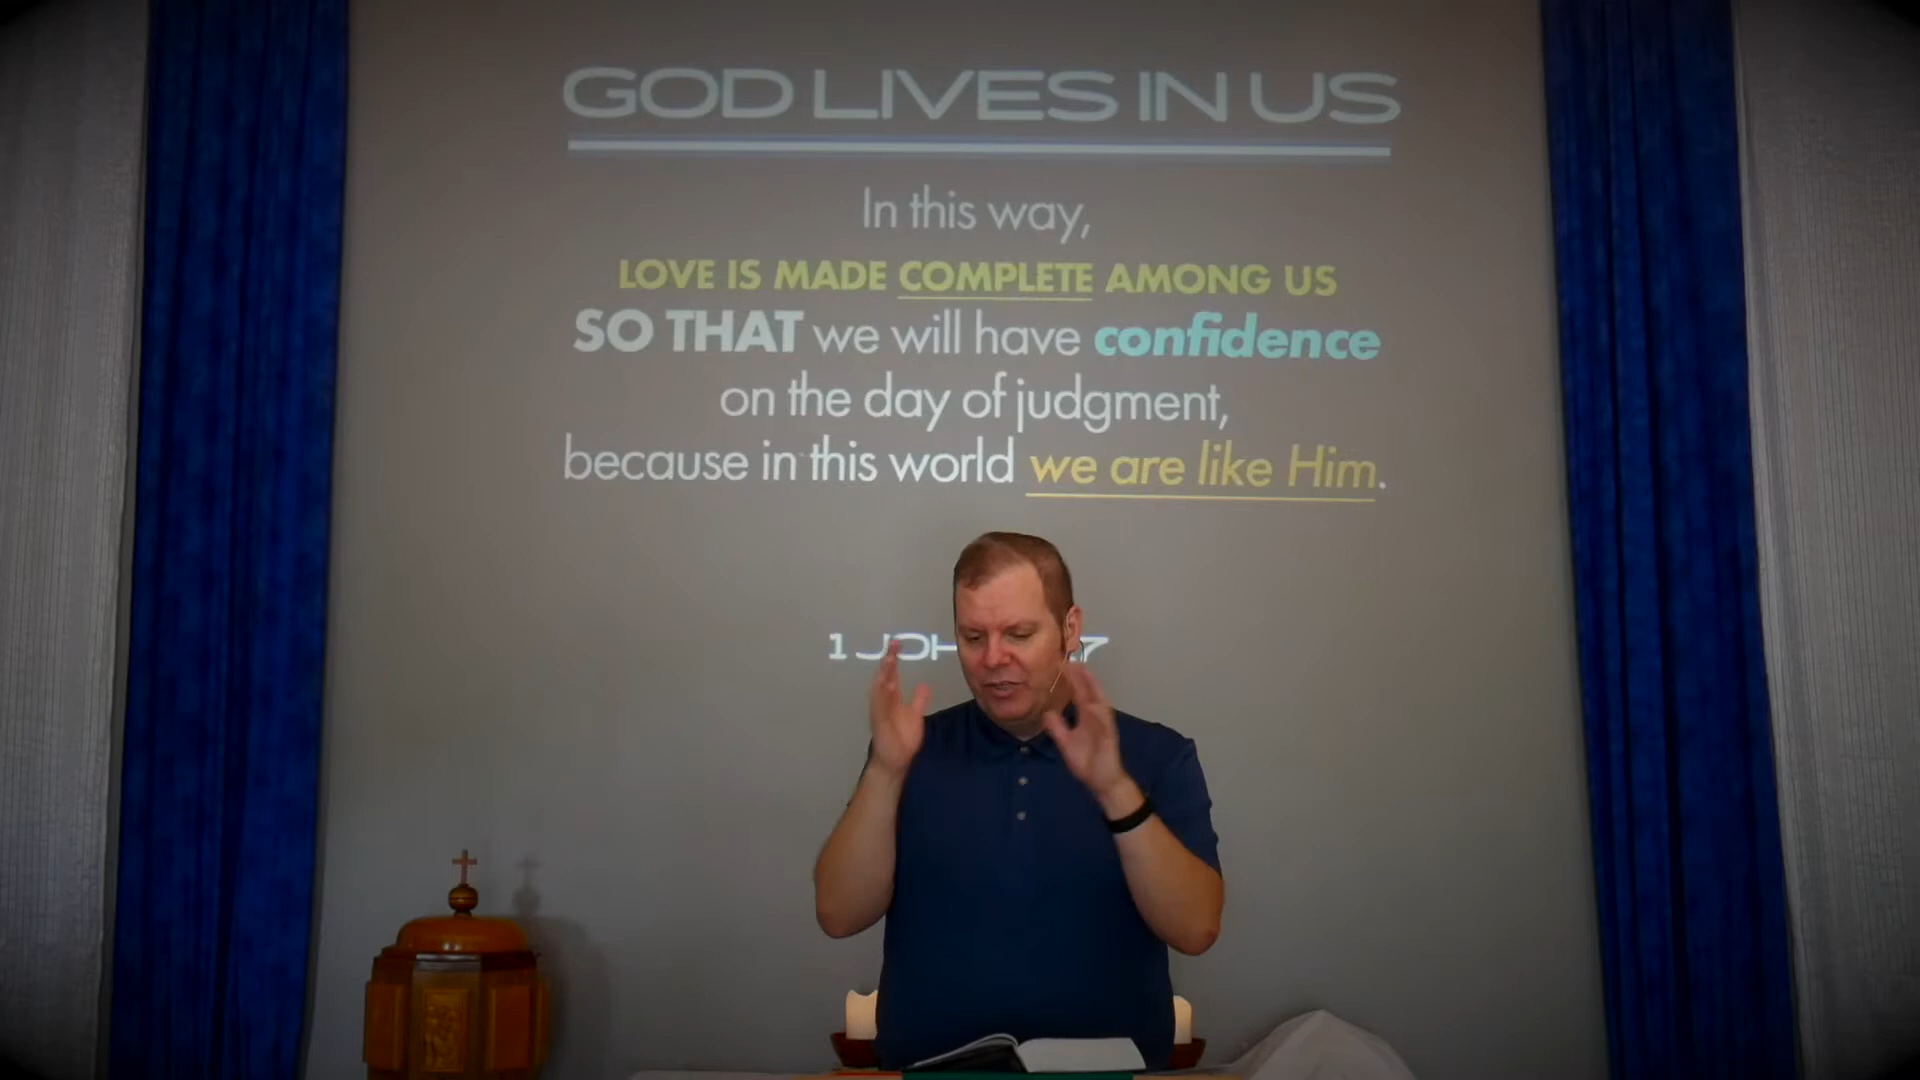 GOD LIVES IN US
In this way,
LOVE IS MADE COMPLETE AMONG US
SO THAT we will have confidence
on the day of judgment,
because in this world we are like Him.
1